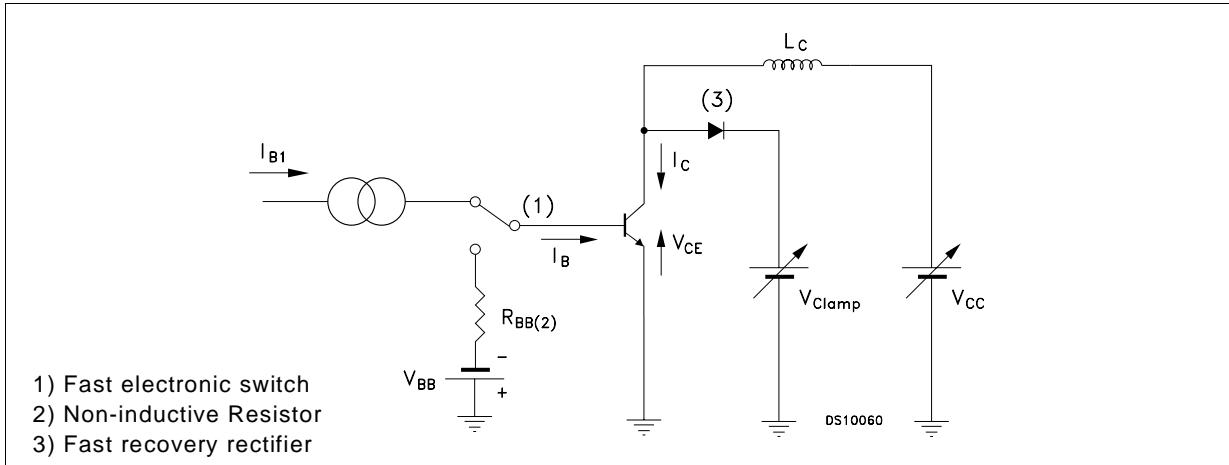 L_C
(3)
I_B1
I_C
(1)
I_B
V_CE
V_Clamp
V_CC
R_BB(2)
−
V_BB
+
DS10060
1) Fast electronic switch
2) Non-inductive Resistor
3) Fast recovery rectifier